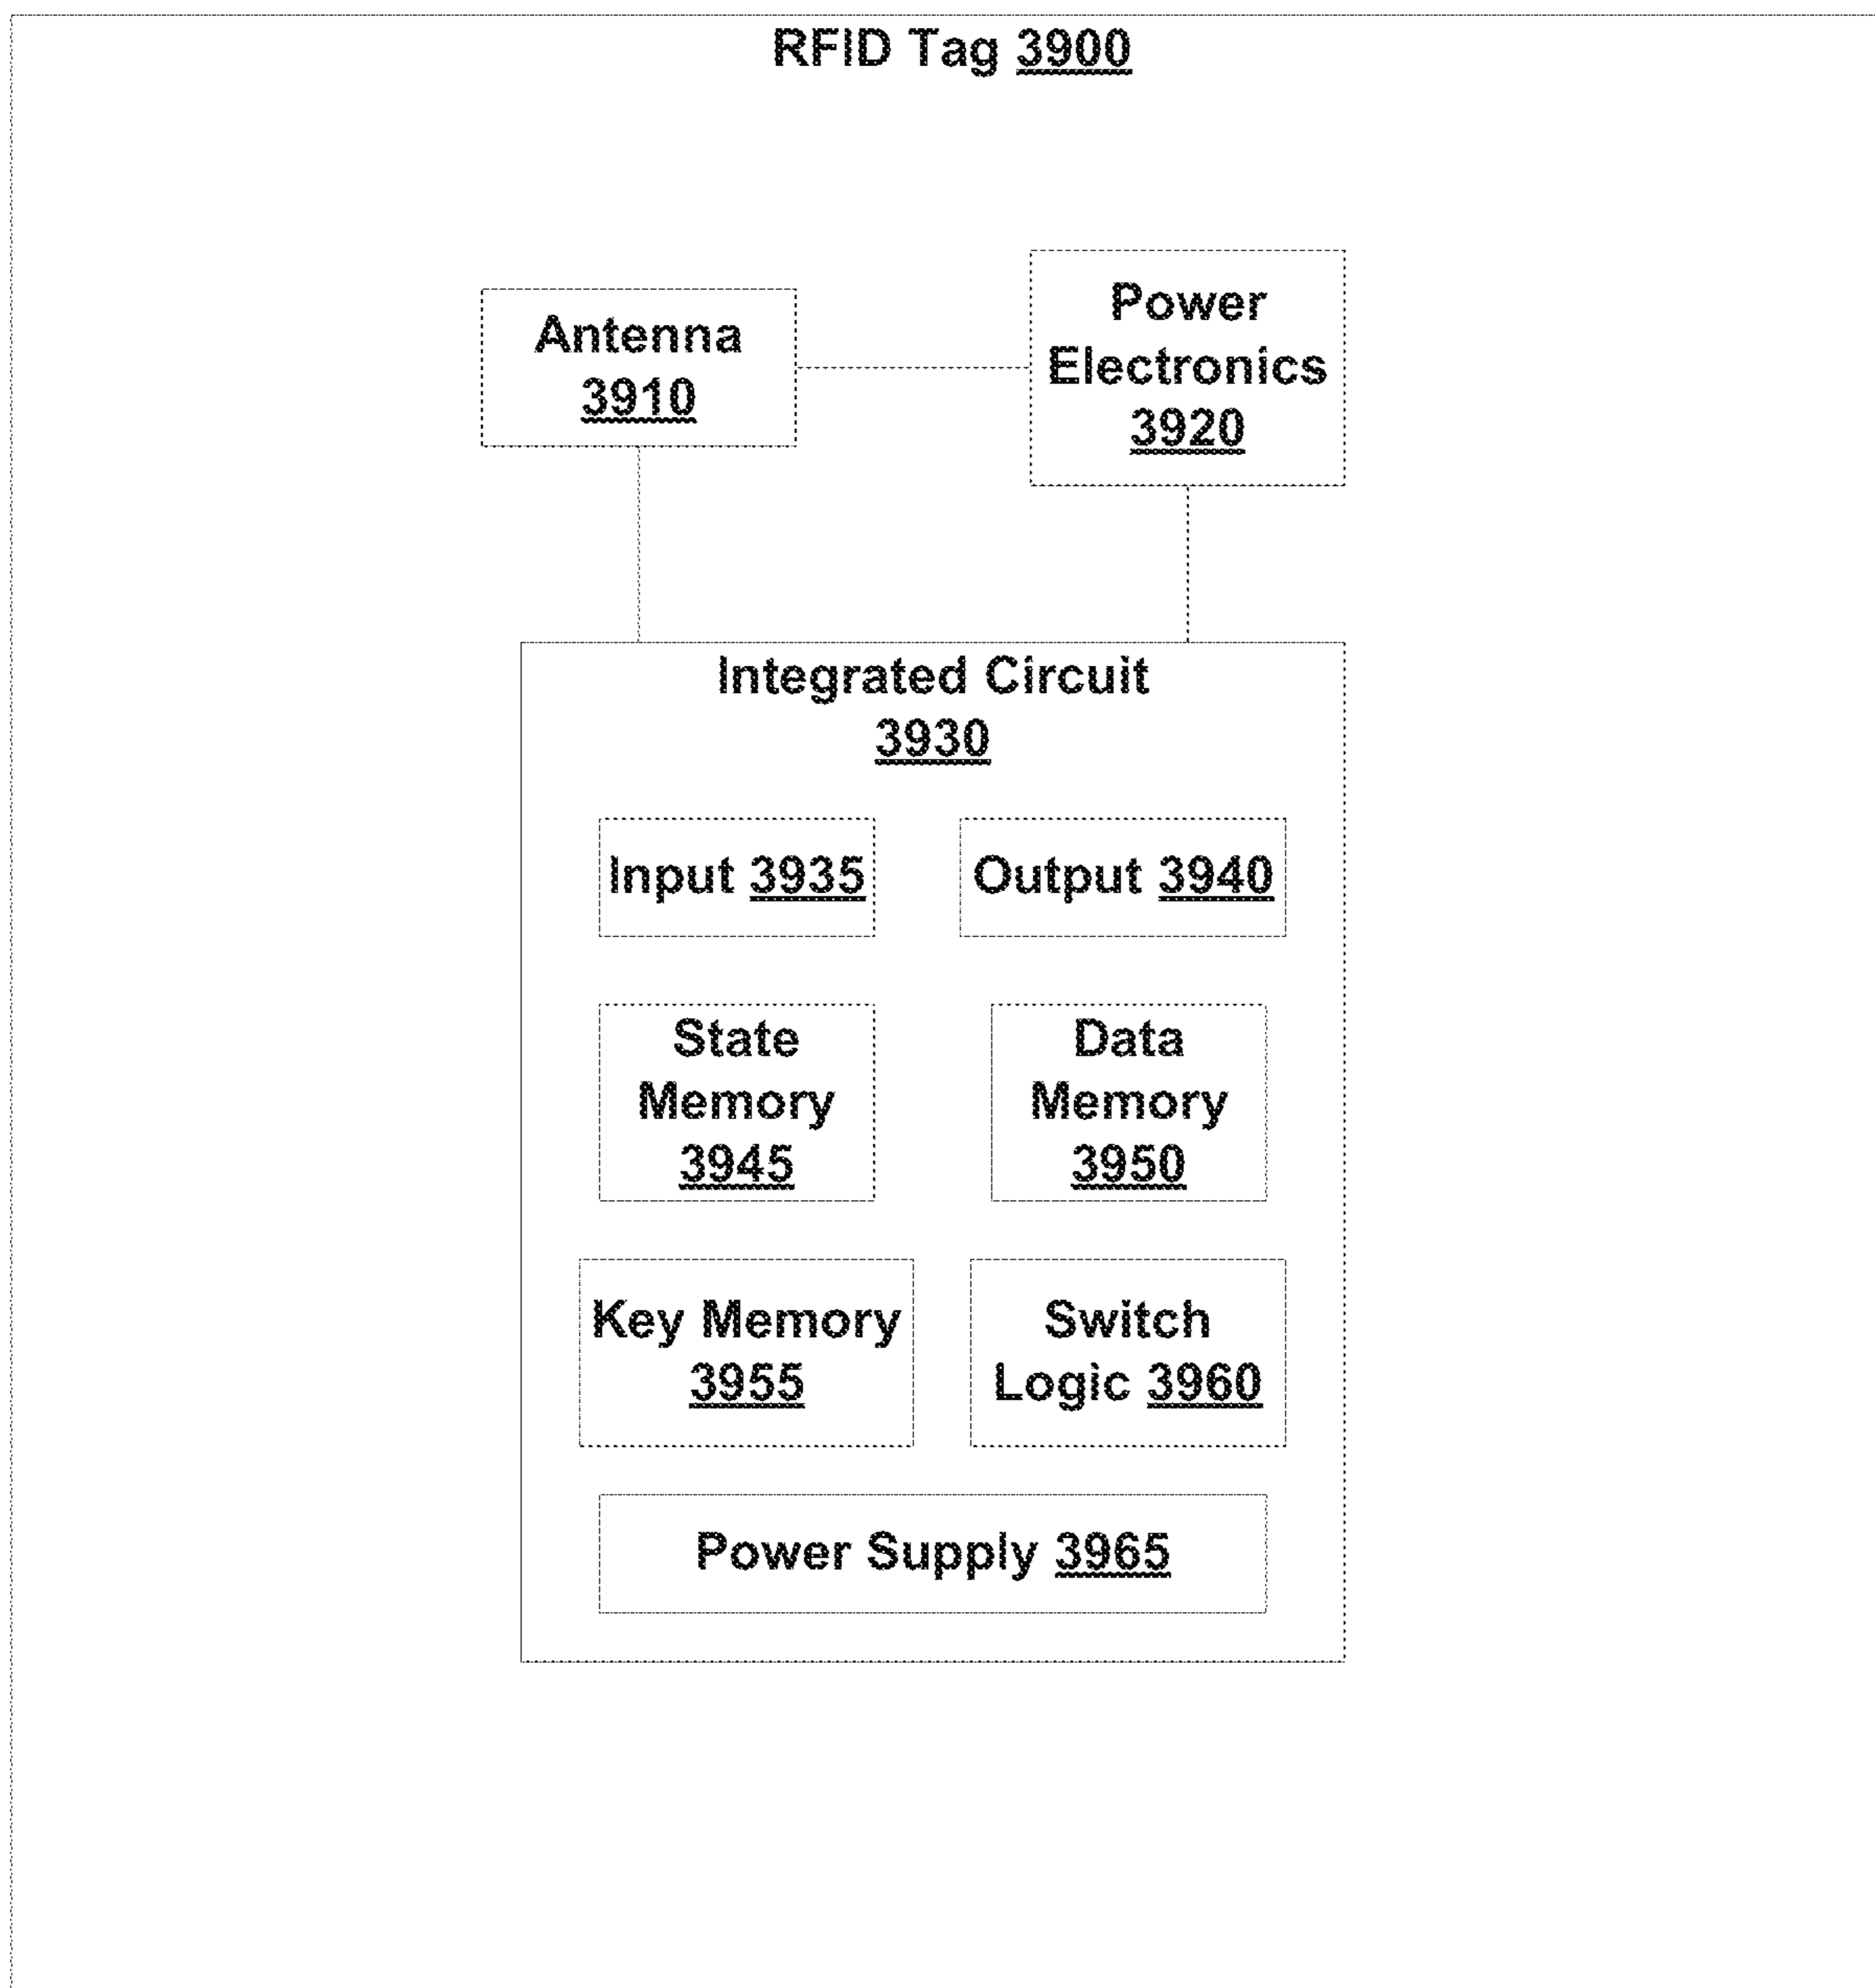 RFID Tag 3900
Antenna
3910
Power
Electronics
3920
Integrated Circuit
3930
Input 3935
Output 3940
State
Memory
3945
Data
Memory
3950
Key Memory
3955
Switch
Logic 3960
Power Supply 3965